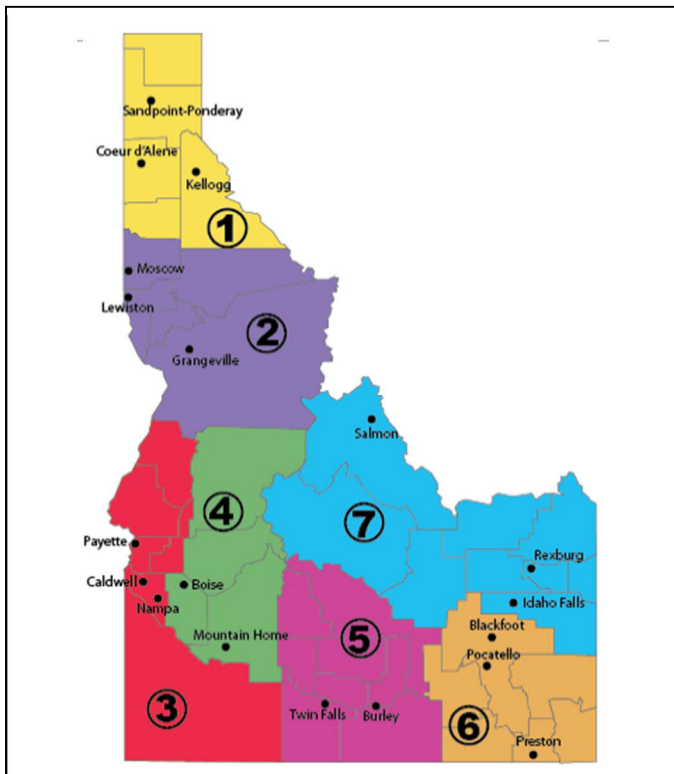 Sandpoint-Ponderay
Coeur d'Alene
Kellogg
1
Moscow
Lewiston
2
Grangeville
Salmon
4
7
Payette
Rexburg
Caldwell
Boise
Nampa
Idaho Falls
Blackfoot
Mountain Home
5
Pocatello
3
Twin Falls
Burley
6
Preston